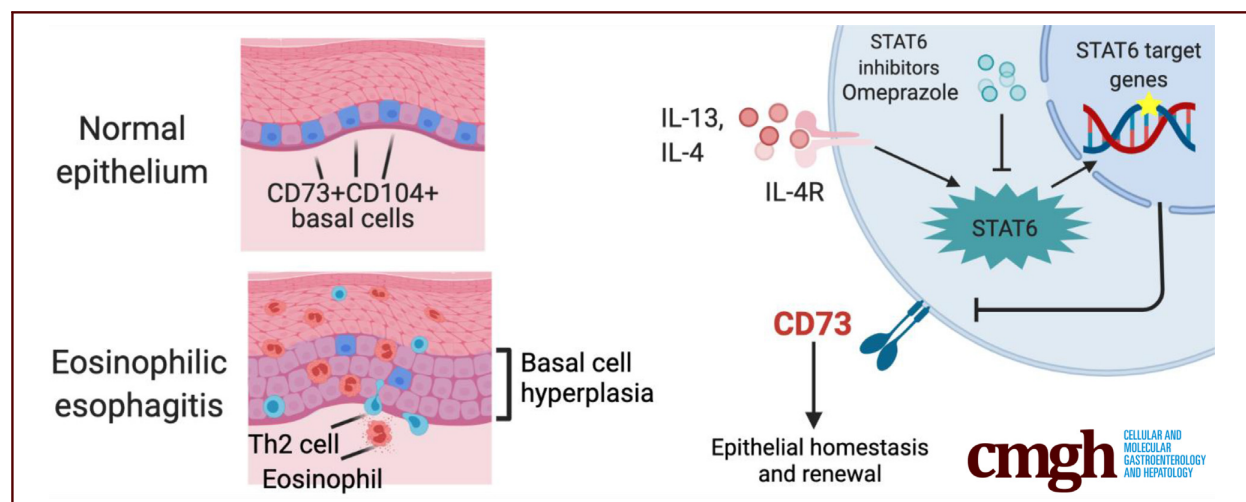 Normal
epithelium
CD73+CD104+
basal cells
Eosinophilic
esophagitis
Basal cell
hyperplasia
Th2 cell
Eosinophil
STAT6
inhibitors
Omeprazole
STAT6 target
genes
IL-13,
IL-4
IL-4R
STAT6
CD73
Epithelial homestasis
and renewal
cmgh
CELLULAR AND
MOLECULAR
GASTROENTEROLOGY
AND HEPATOLOGY